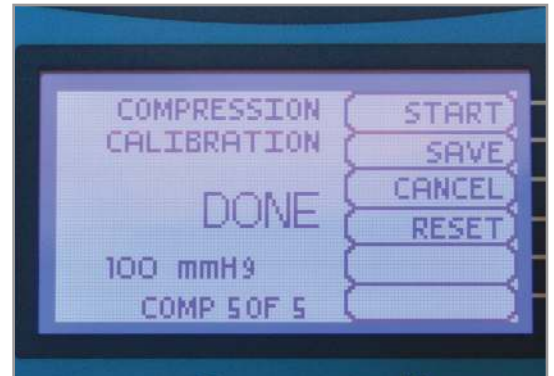 COMPRESSION
CALIBRATION
DONE
100 mmHg
COMP 5 OF 5
START
SAVE
CANCEL
RESET